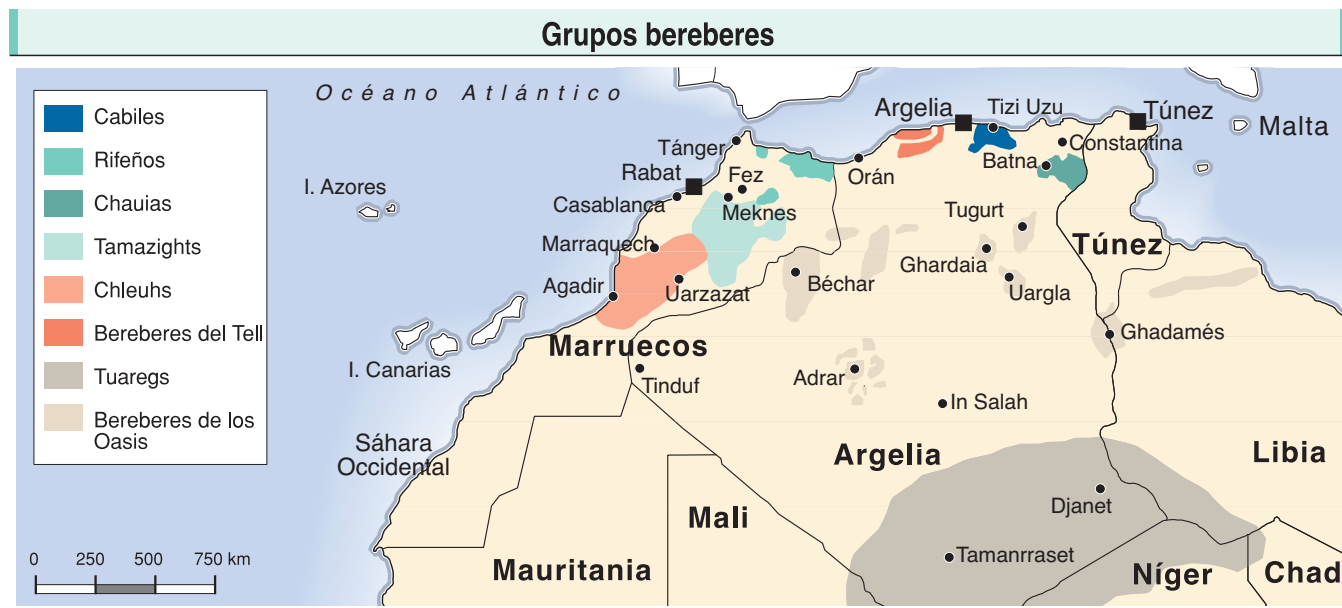 Grupos bereberes
Océano Atlántico
Cabiles
Rifeños
Chauias
Tamazights
Chleuhs
Bereberes del Tell
Tuaregs
Bereberes de los
Oasis
I. Azores
I. Canarias
Tánger
Rabat
Fez
Casablanca
Meknes
Marraquech
Agadir
Uarzazat
Marruecos
Tinduf
Sáhara
Occidental
Argelia
Tizi Uzu
Túnez
Malta
Constantina
Batna
Orán
Tugurt
Túnez
Ghardaia
Uargla
Béchar
Ghadamés
Adrar
In Salah
Argelia
Libia
Djanet
Mali
Tamanrraset
Mauritania
Níger
Chad
0 250 500 750 km